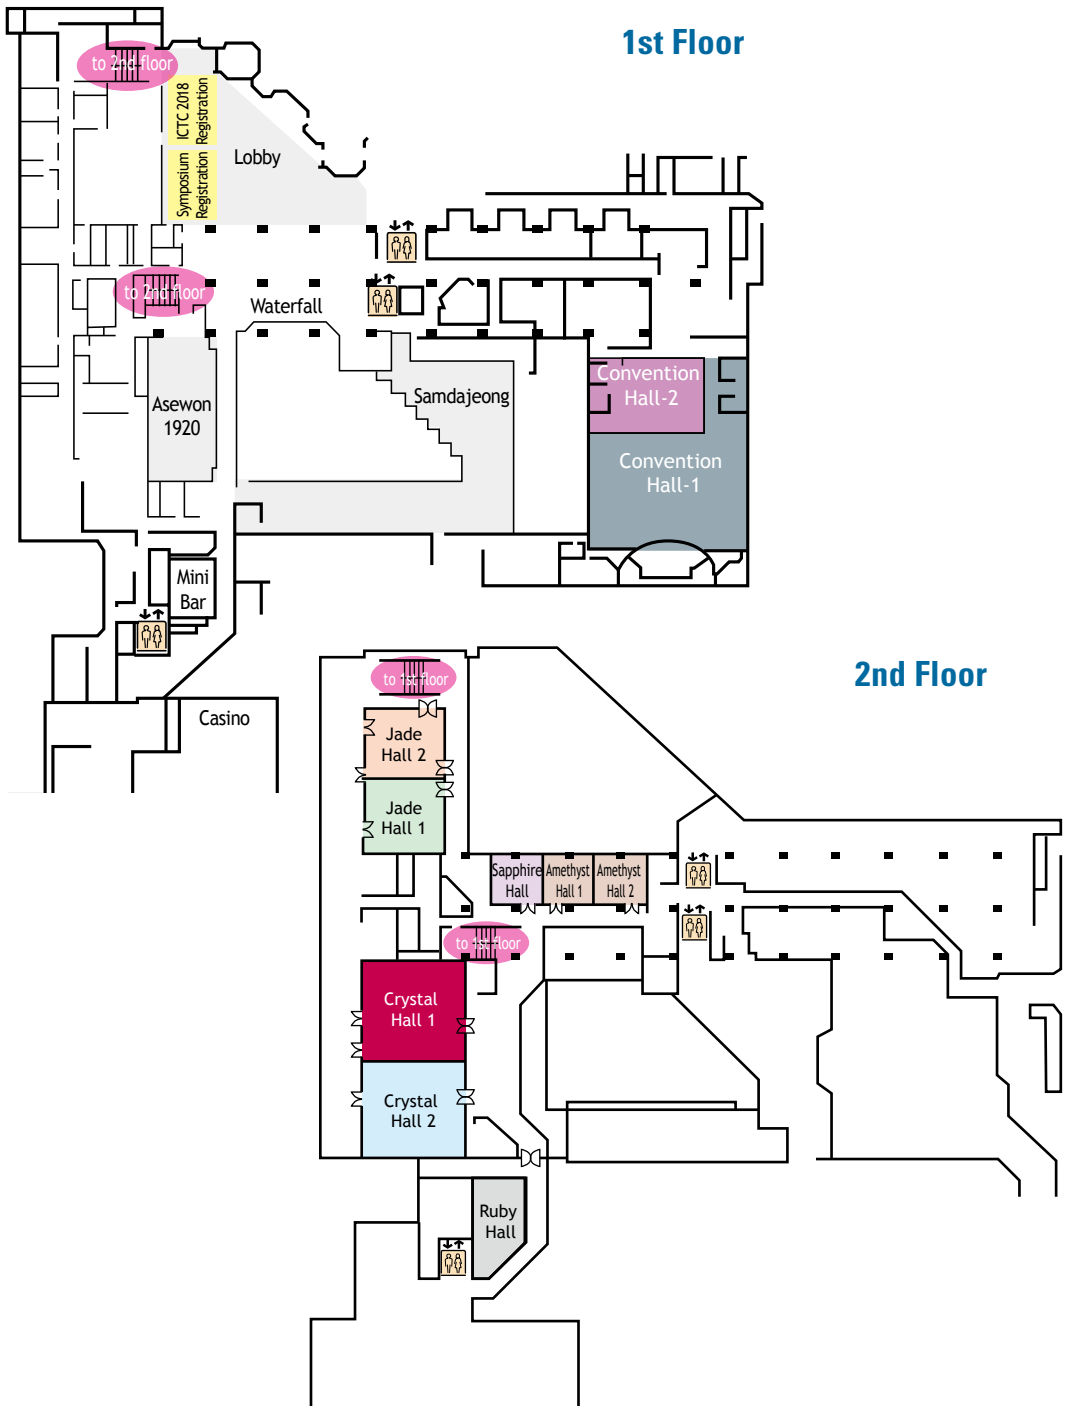 1st Floor
to 2nd floor
ICTC 2018
Registration
Symposium
Registration
Lobby
to 2nd floor
Waterfall
Asewon
1920
Samdajeong
Convention
Hall-2
Convention
Hall-1
Mini
Bar
Casino
2nd Floor
to 1st floor
Jade
Hall 2
Jade
Hall 1
Sapphire
Hall
Amethyst
Hall 1
Amethyst
Hall 2
to 1st floor
Crystal
Hall 1
Crystal
Hall 2
Ruby
Hall